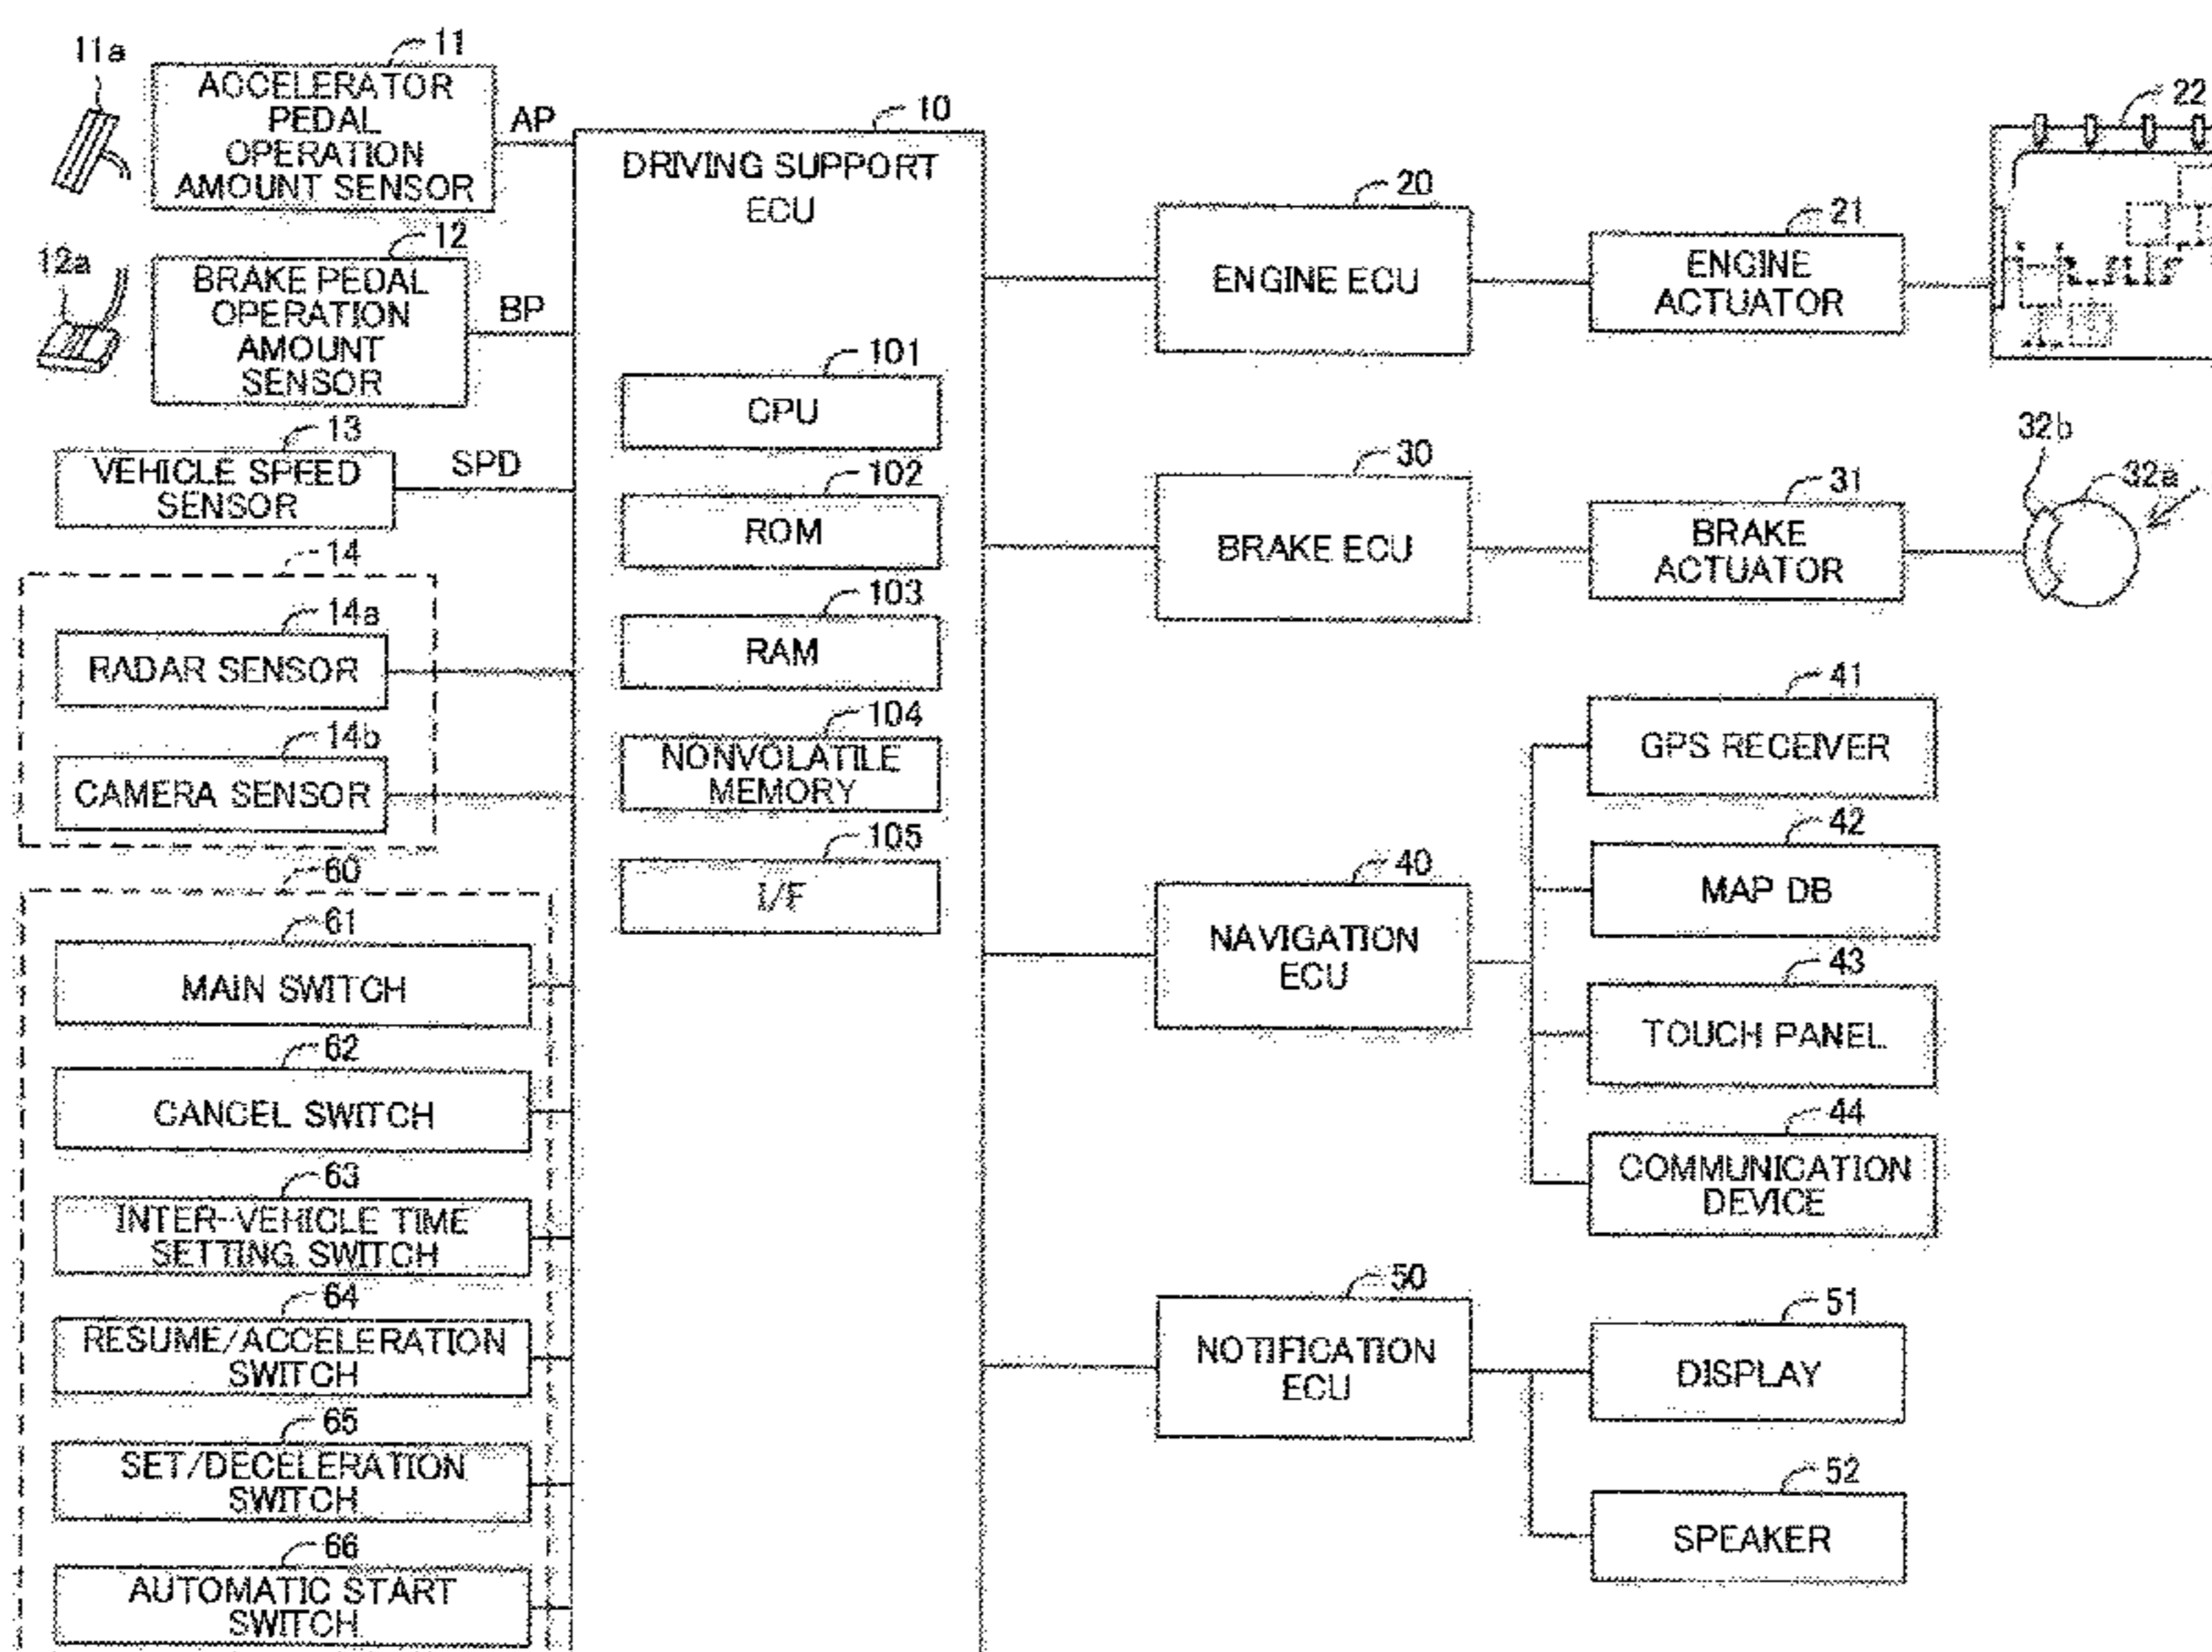 11a
11
ACCELERATOR
PEDAL
OPERATION
AMOUNT SENSOR
AP
12a
12
BRAKE PEDAL
OPERATION
AMOUNT
SENSOR
BP
13
VEHICLE SPEED
SENSOR
SPD
14
14a
RADAR SENSOR
14b
CAMERA SENSOR
60
61
MAIN SWITCH
62
CANCEL SWITCH
63
INTER-VEHICLE TIME
SETTING SWITCH
64
RESUME/ACCELERATION
SWITCH
65
SET/DECELERATION
SWITCH
66
AUTOMATIC START
SWITCH
10
DRIVING SUPPORT
ECU
101
CPU
102
ROM
103
RAM
104
NONVOLATILE
MEMORY
105
I/F
20
ENGINE ECU
21
ENGINE
ACTUATOR
22
30
BRAKE ECU
31
BRAKE
ACTUATOR
32b
32a
40
NAVIGATION
ECU
41
GPS RECEIVER
42
MAP DB
43
TOUCH PANEL
44
COMMUNICATION
DEVICE
50
NOTIFICATION
ECU
51
DISPLAY
52
SPEAKER